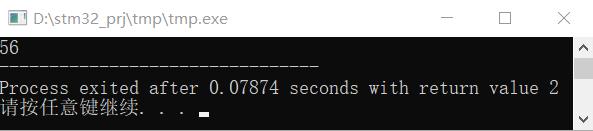 D:\stm32_prj\tmp\tmp.exe
56
--------------------------------
Process exited after 0.07874 seconds with return value 2
请按任意键继续. . .